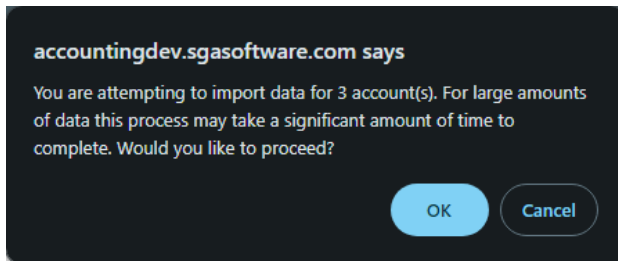 accountingdev.sgasoftware.com says
You are attempting to import data for 3 account(s). For large amounts
of data this process may take a significant amount of time to
complete. Would you like to proceed?
OK
Cancel